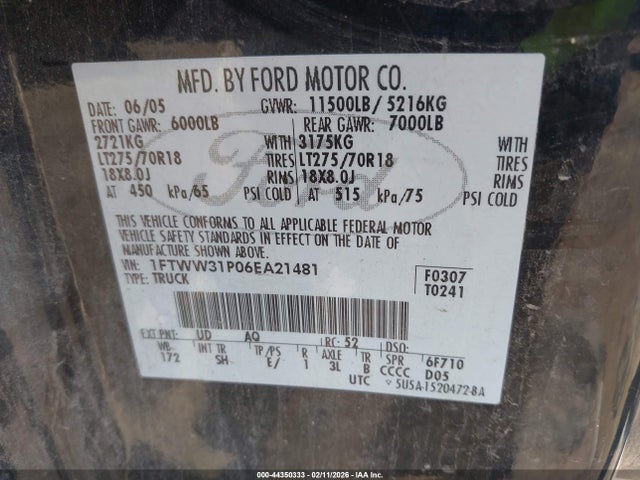 MFD. BY FORD MOTOR CO.
DATE: 06/05 GVWR: 11500LB/ 5216KG
FRONT GAWR: 6000LB REAR GAWR: 7000LB
2721KG WITH 3175KG WITH
LT275/70R18 TIRES LT275/70R18 TIRES
18X8.0J RIMS 18X8.0J RIMS
AT 450 kPa/65 PSI COLD AT 515 kPa/75 PSI COLD
THIS VEHICLE CONFORMS TO ALL APPLICABLE FEDERAL MOTOR
VEHICLE SAFETY STANDARDS IN EFFECT ON THE DATE OF
MANUFACTURE SHOWN ABOVE.
VIN: 1FTWW31P06EA21481
TYPE: TRUCK
F0307
T0241
EXT PNT: UD AQ RC: 52 DSO:
WB INT TR TP/PS R AXLE TR SPR 6F710
172 SH E/ 1 3L B CCCC D05
UTC 5U5A-1520472-BA
Ford
000-44350333 - 02/11/2026 - IAA Inc.